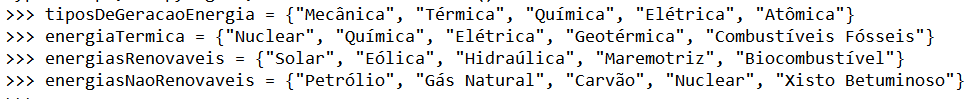 >>> tiposDeGeracaoEnergia = {"Mecânica", "Térmica", "Química", "Elétrica", "Atômica"}
>>> energiaTermica = {"Nuclear", "Química", "Elétrica", "Geotérmica", "Combustíveis Fósseis"}
>>> energiasRenovaveis = {"Solar", "Eólica", "Hidraúlica", "Maremotriz", "Biocombustível"}
>>> energiasNaoRenovaveis = {"Petrólio", "Gás Natural", "Carvão", "Nuclear", "Xisto Betuminoso"}